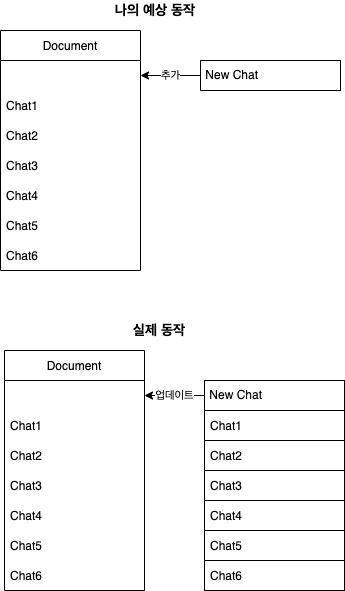 나의 예상 동작
Document
추가
New Chat
Chat1
Chat2
Chat3
Chat4
Chat5
Chat6
실제 동작
Document
업데이트
New Chat
Chat1
Chat1
Chat2
Chat2
Chat3
Chat3
Chat4
Chat4
Chat5
Chat5
Chat6
Chat6